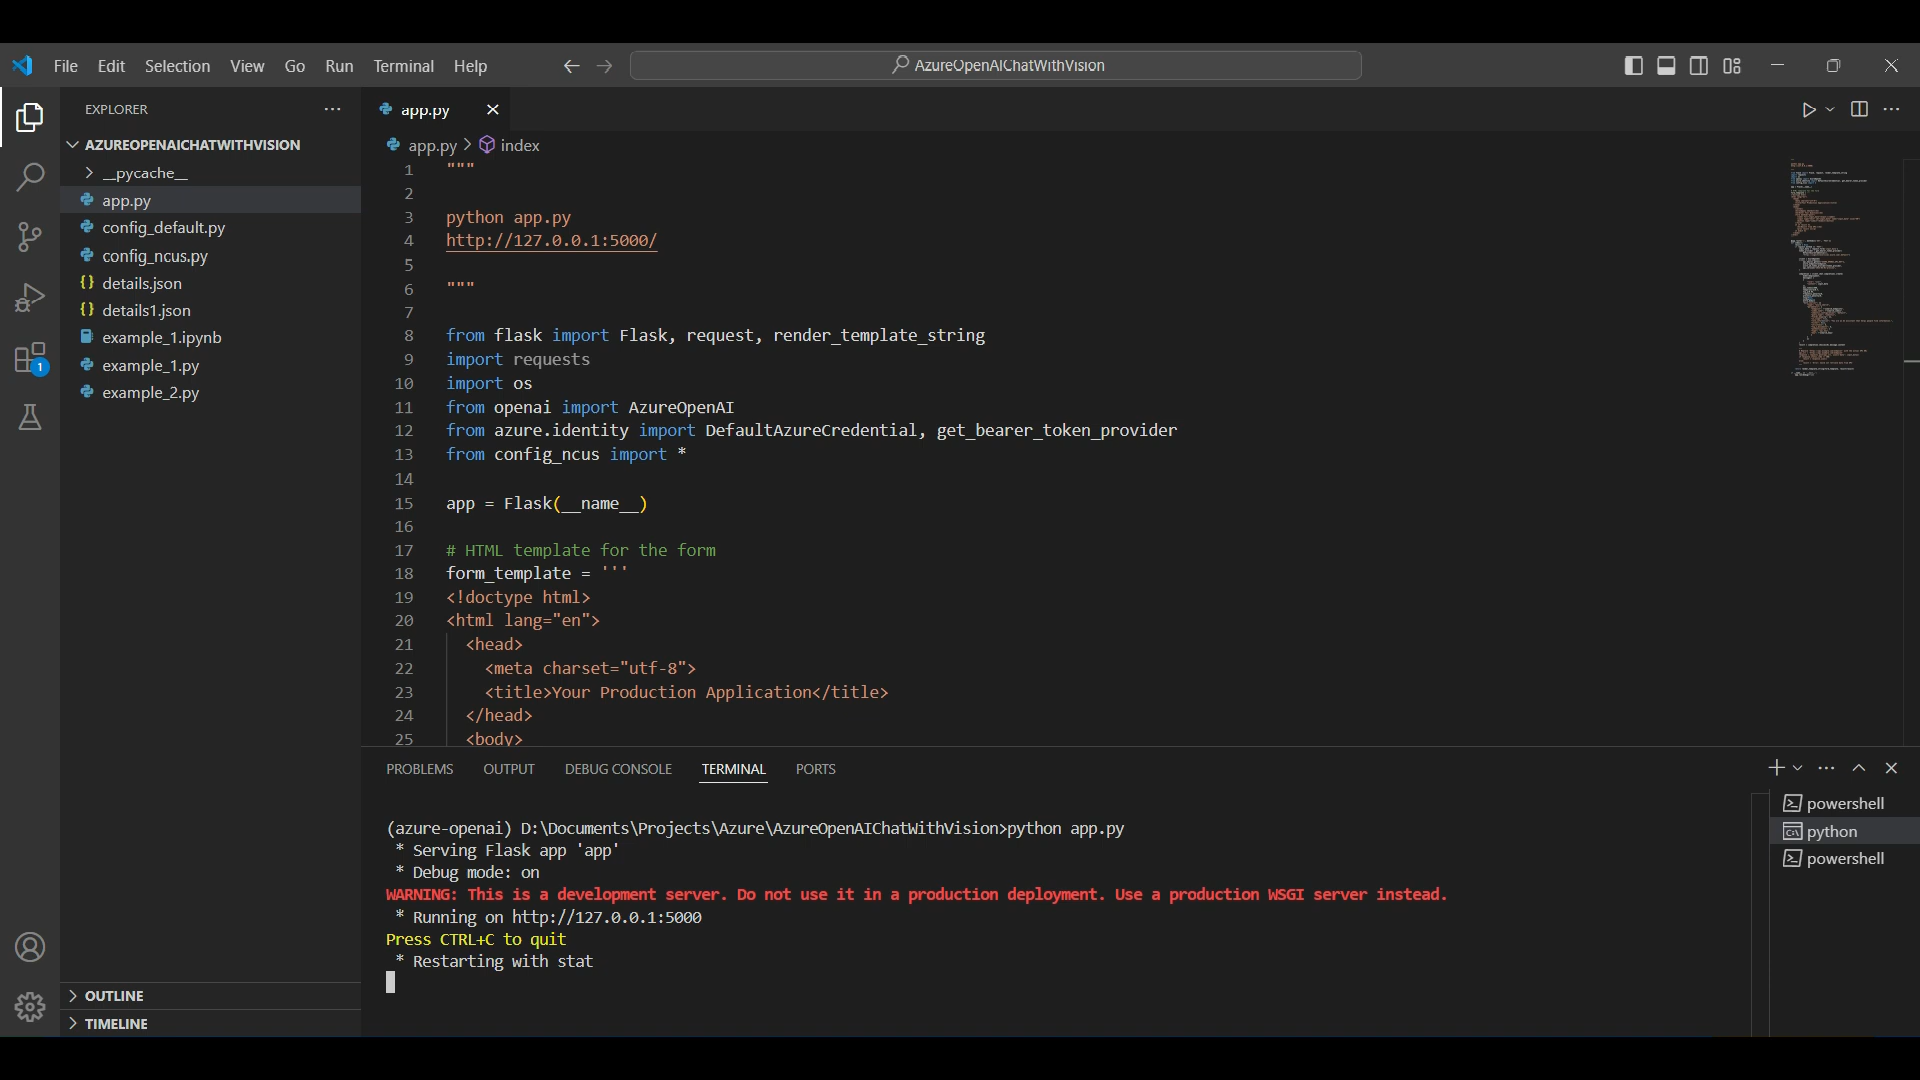 File Edit Selection View Go Run Terminal Help
AzureOpenAIChatWithVision
EXPLORER
AZUREOPENAICHATWITHVISION
__pycache__
app.py
config_default.py
config_ncus.py
details.json
details1.json
example_1.ipynb
example_1.py
example_2.py
1
OUTLINE
TIMELINE
app.py
app.py > index
1 """
2
3 python app.py
4 http://127.0.0.1:5000/
5
6 """
7
8 from flask import Flask, request, render_template_string
9 import requests
10 import os
11 from openai import AzureOpenAI
12 from azure.identity import DefaultAzureCredential, get_bearer_token_provider
13 from config_ncus import *
14
15 app = Flask(__name__)
16
17 # HTML template for the form
18 form_template = '''
19 <!doctype html>
20 <html lang="en">
21 <head>
22 <meta charset="utf-8">
23 <title>Your Production Application</title>
24 </head>
25 <body>
PROBLEMS OUTPUT DEBUG CONSOLE TERMINAL PORTS
(azure-openai) D:\Documents\Projects\Azure\AzureOpenAIChatWithVision>python app.py
* Serving Flask app 'app'
* Debug mode: on
WARNING: This is a development server. Do not use it in a production deployment. Use a production WSGI server instead.
* Running on http://127.0.0.1:5000
Press CTRL+C to quit
* Restarting with stat
powershell
python
powershell